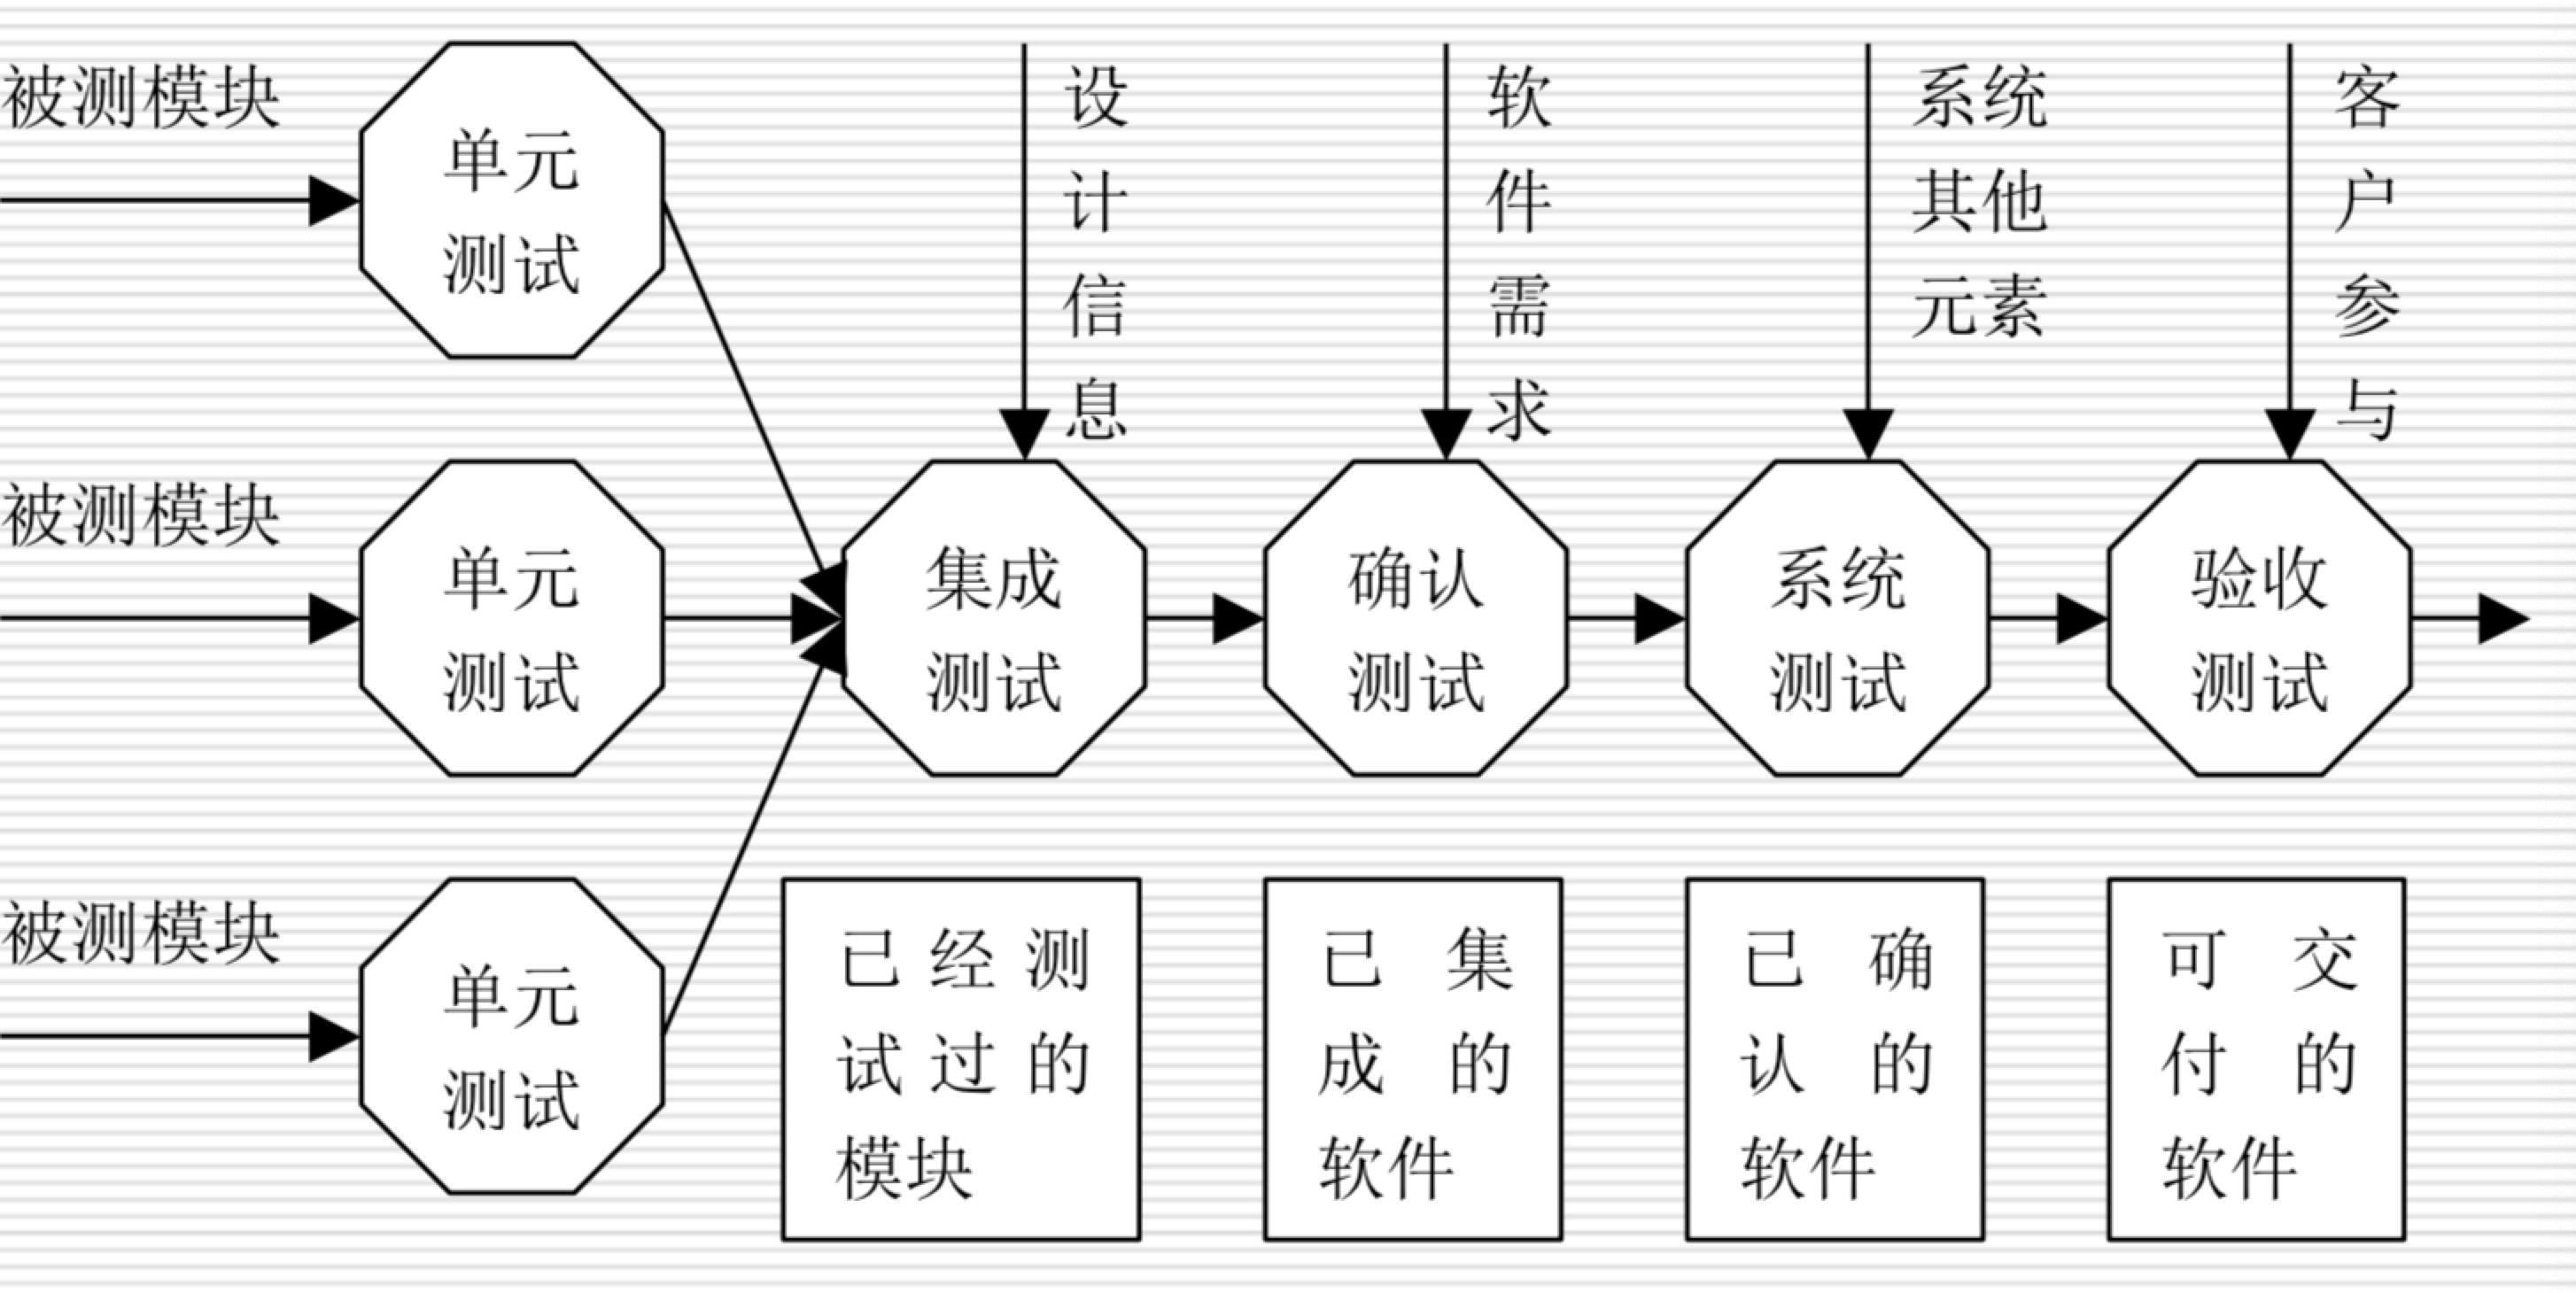 被测模块
单元
测试
设
计
信
息
软
件
需
求
系统
其他
元素
客
户
参
与
被测模块
单元
测试
集成
测试
确认
测试
系统
测试
验收
测试
被测模块
单元
测试
已经测
试过的
模块
已集
成的
软件
已确
认的
软件
可交
付的
软件